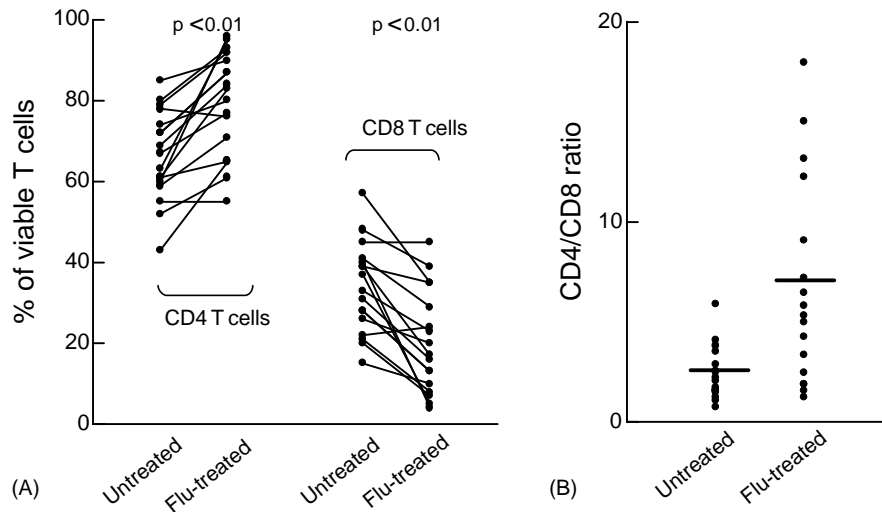 100
80
60
40
20
0
% of viable T cells
p <0.01
p <0.01
CD8 T cells
CD4 T cells
Untreated
Flu-treated
Untreated
Flu-treated
(A)
20
10
0
CD4/CD8 ratio
Untreated
Flu-treated
(B)